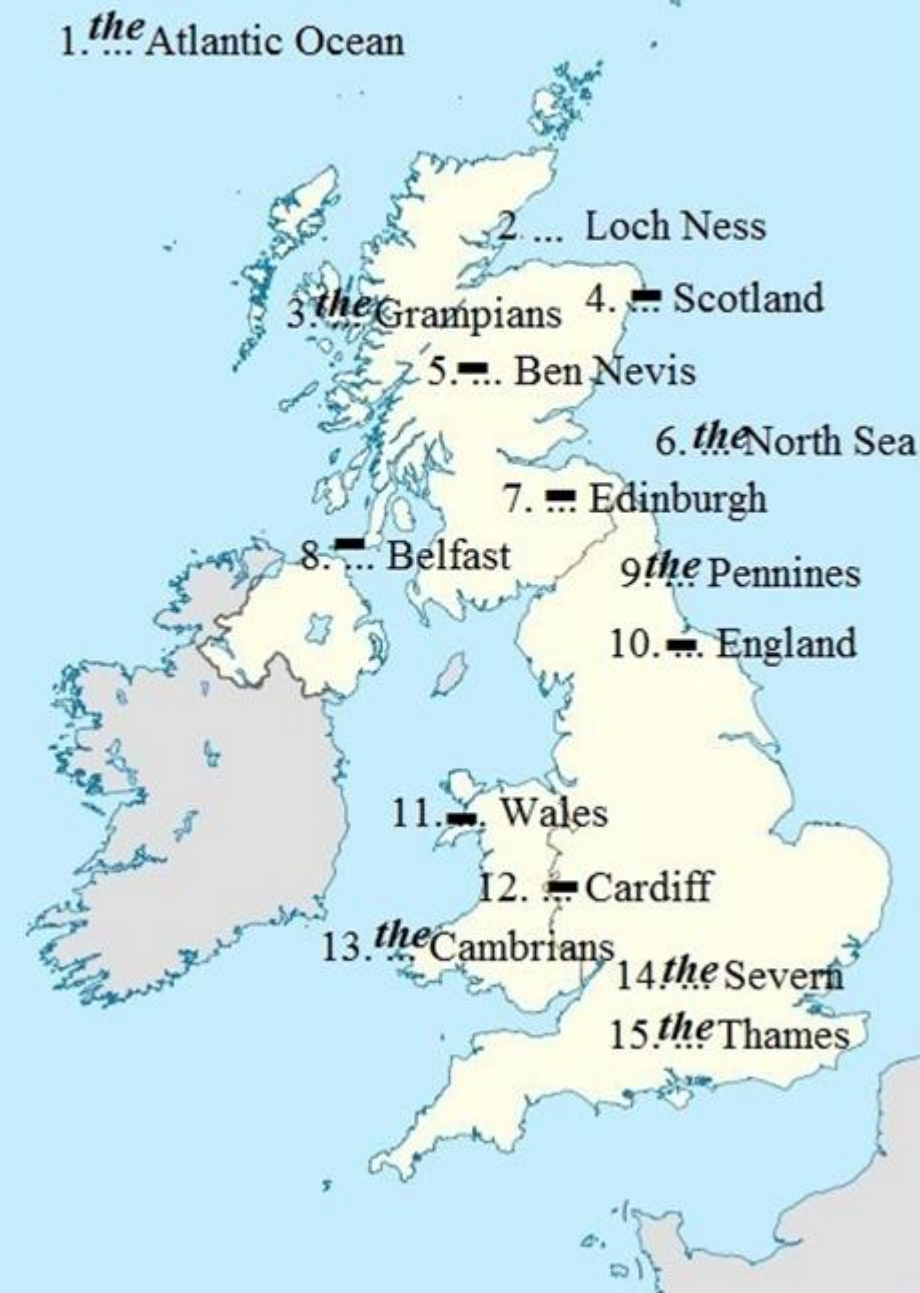 1. the ... Atlantic Ocean
2 ... Loch Ness
3. the ... Grampians
4. – ... Scotland
5. – ... Ben Nevis
6. the ... North Sea
7. – ... Edinburgh
8. – ... Belfast
9 the ... Pennines
10. – ... England
11. – ... Wales
12. – ... Cardiff
13. the ... Cambrians
14. the ... Severn
15. the ... Thames